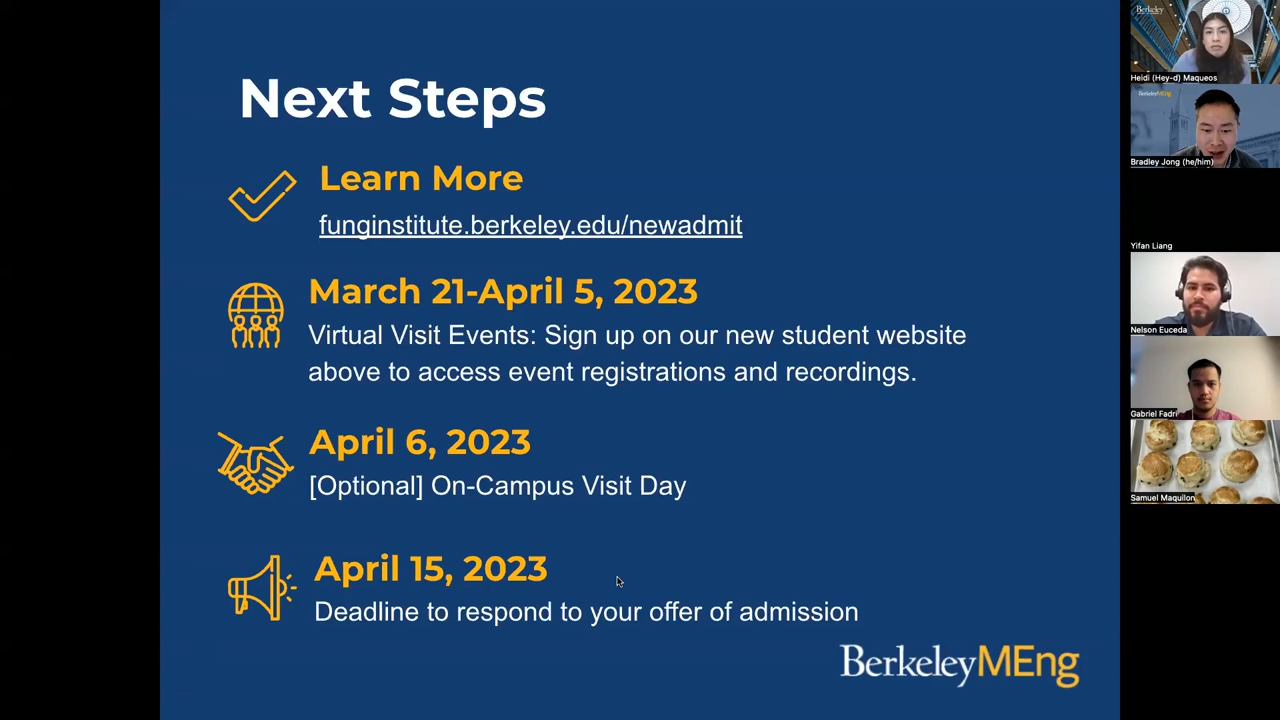 Next Steps
Learn More
funginstitute.berkeley.edu/newadmit
March 21-April 5, 2023
Virtual Visit Events: Sign up on our new student website
above to access event registrations and recordings.
April 6, 2023
[Optional] On-Campus Visit Day
April 15, 2023
Deadline to respond to your offer of admission
BerkeleyMEng
Berkeley
Heidi (Hey-d) Maqueos
BerkeleyMEng
Bradley Jong (he/him)
Yifan Liang
Nelson Euceda
Gabriel Fadri
Samuel Maquilon